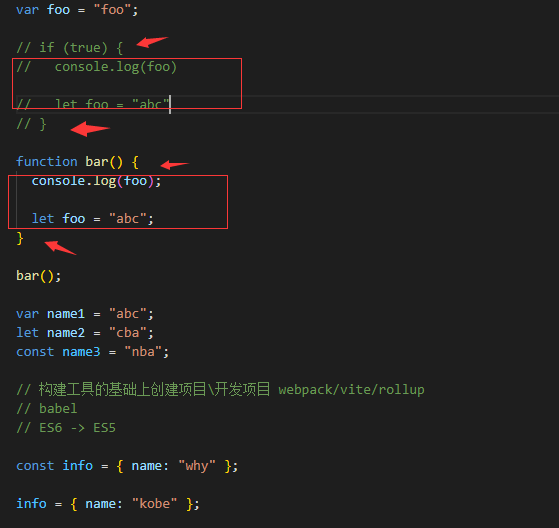 var foo = "foo";
// if (true) {
//   console.log(foo)
//   let foo = "abc"
// }
function bar() {
  console.log(foo);
  let foo = "abc";
}
bar();
var name1 = "abc";
let name2 = "cba";
const name3 = "nba";
// 构建工具的基础上创建项目\开发项目 webpack/vite/rollup
// babel
// ES6 -> ES5
const info = { name: "why" };
info = { name: "kobe" };